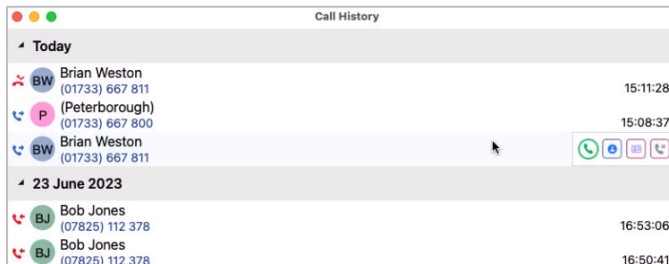 Call History
Today
BW Brian Weston
(01733) 667 811 15:11:28
P (Peterborough)
(01733) 667 800 15:08:37
BW Brian Weston
(01733) 667 811
23 June 2023
BJ Bob Jones
(07825) 112 378 16:53:06
BJ Bob Jones
(07825) 112 378 16:50:41